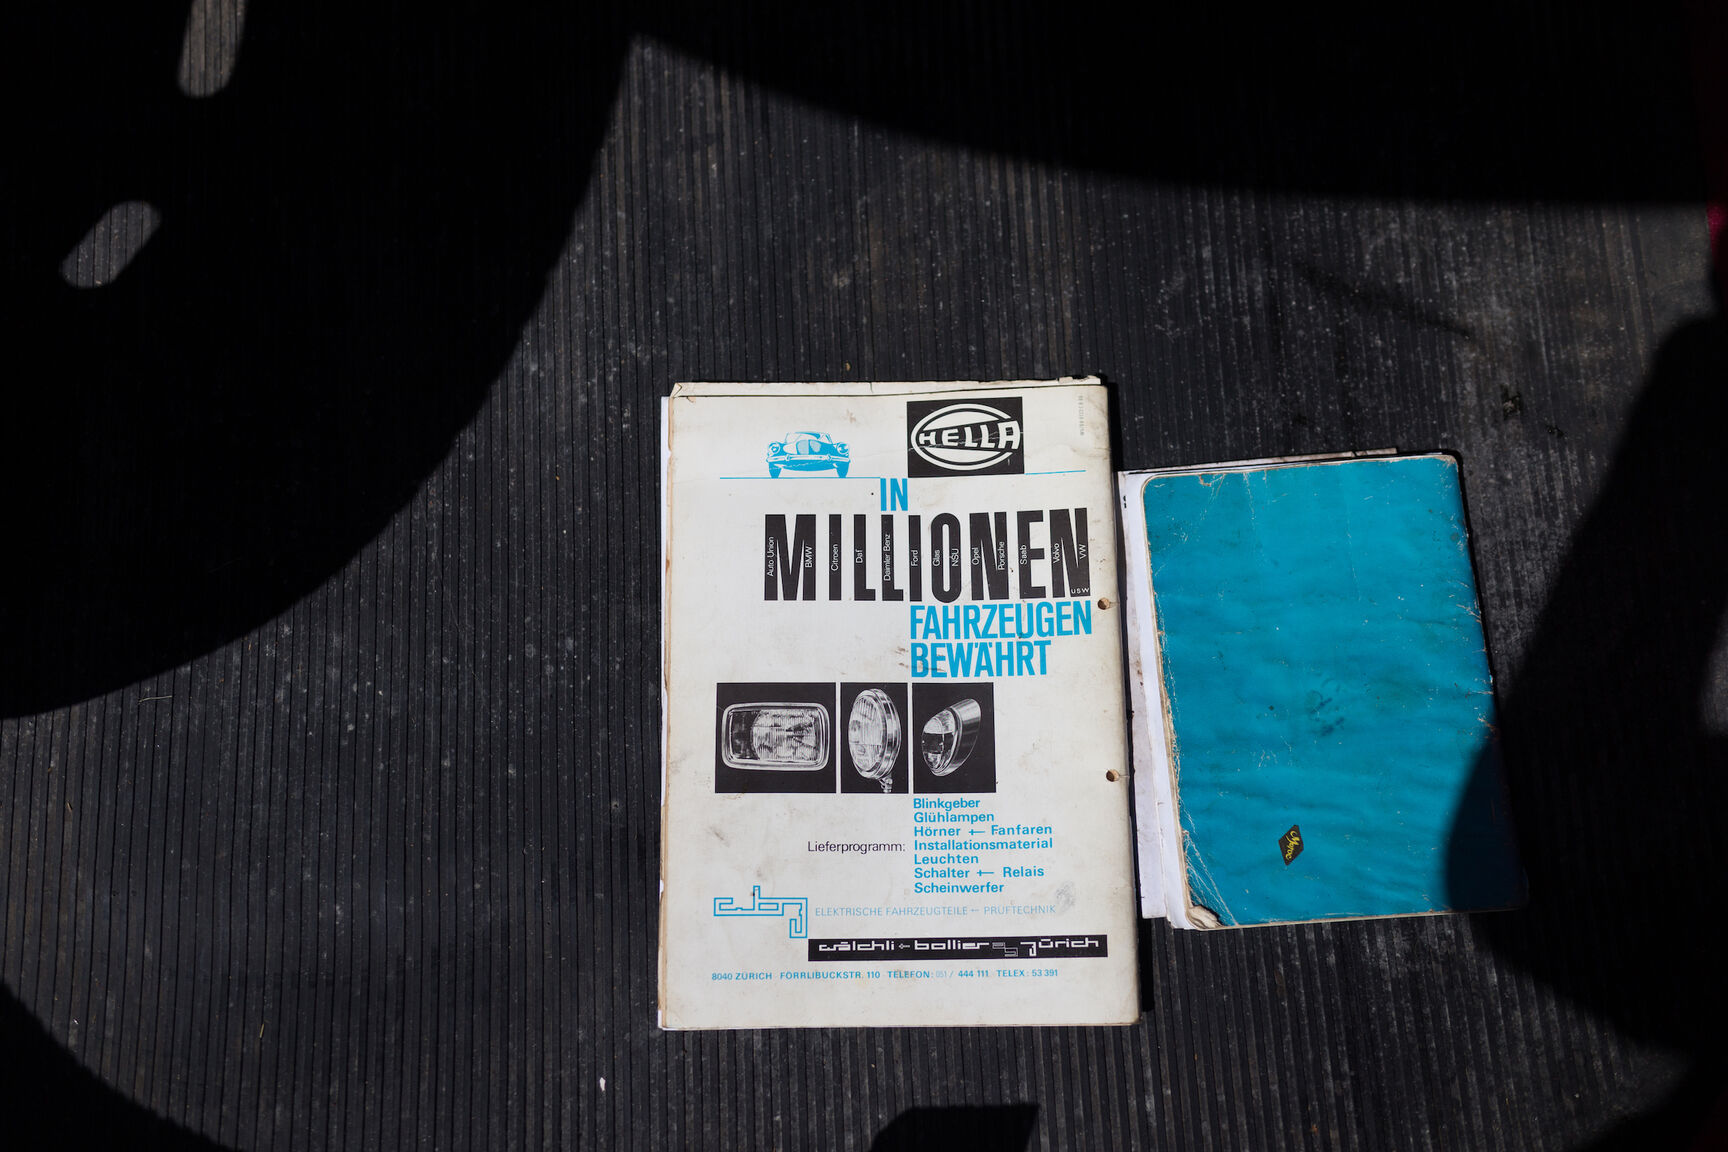 HELLA
IN
MILLIONEN
Auto Union
BMW
Citroen
Daf
Daimler Benz
Ford
Glas
NSU
Opel
Porsche
Saab
Volvo
VW
USW
FAHRZEUGEN
BEWÄHRT
Lieferprogramm:
Blinkgeber
Glühlampen
Hörner + Fanfaren
Installationsmaterial
Leuchten
Schalter + Relais
Scheinwerfer
ELEKTRISCHE FAHRZEUGTEILE + PRÜFTECHNIK
wälchli + bollier ag zürich
8040 ZÜRICH FÖRRLIBUCKSTR. 110 TELEFON: 051 / 444 111 TELEX: 53 391